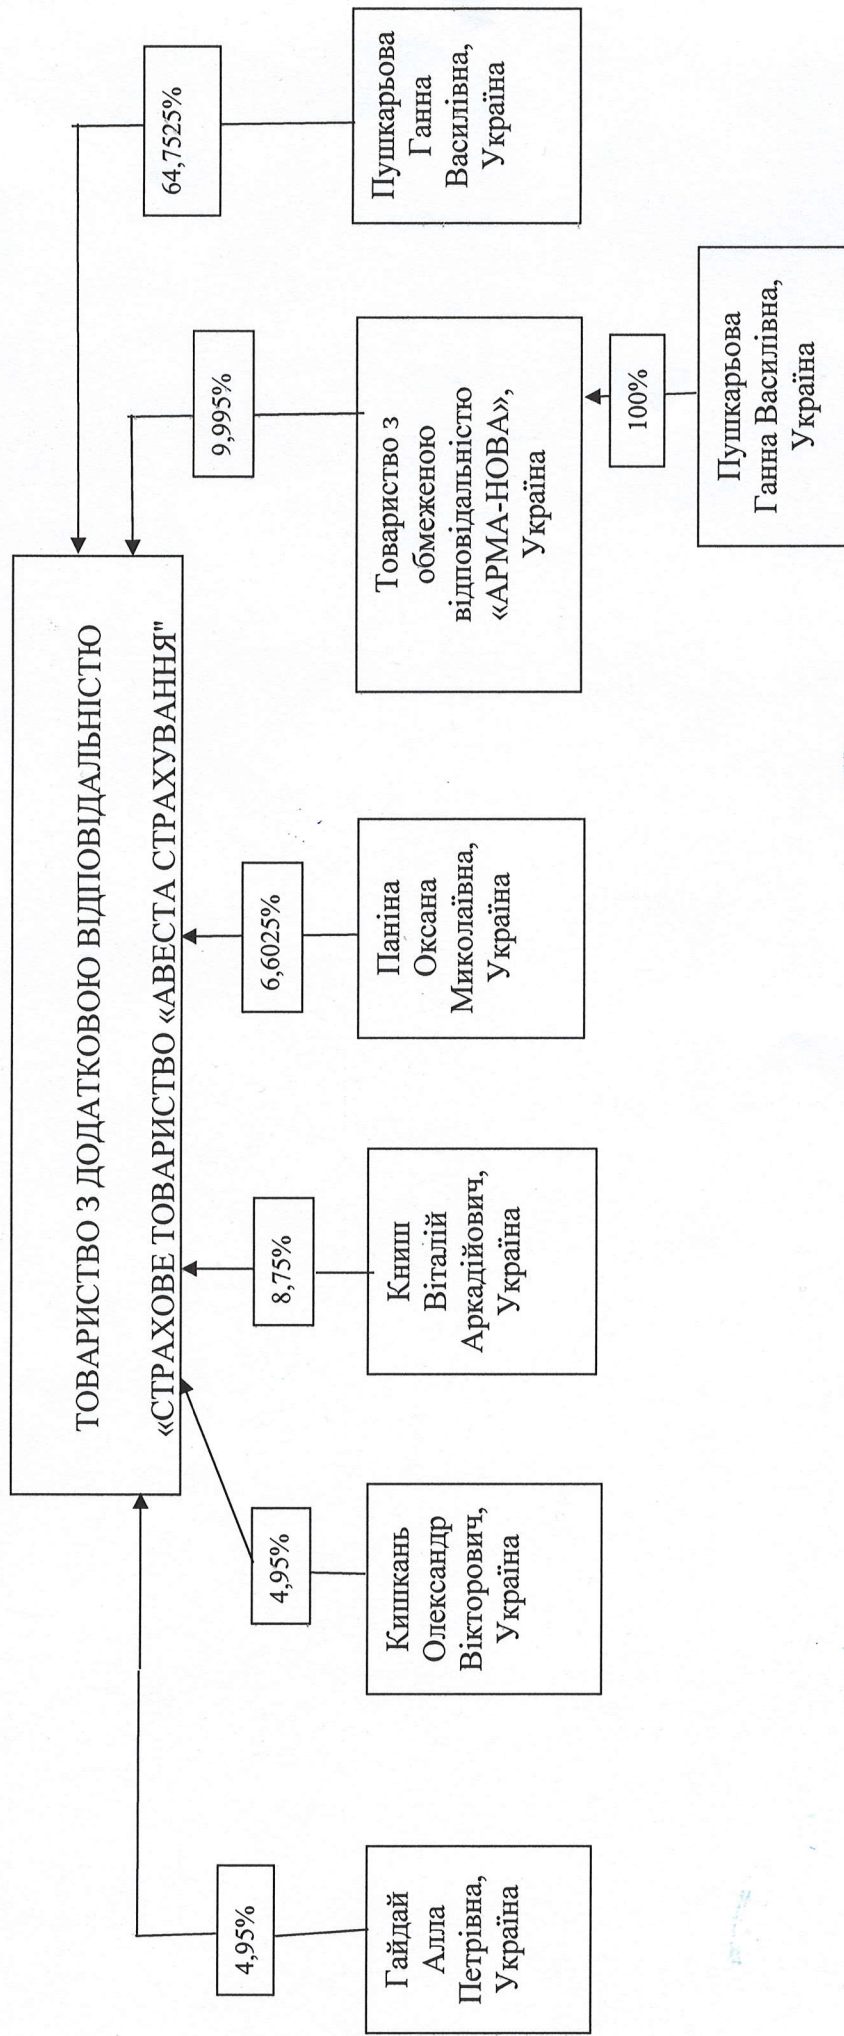 ТОВАРИСТВО З ДОДАТКОВОЮ ВІДПОВІДАЛЬНІСТЮ
«СТРАХОВЕ ТОВАРИСТВО «АВЕСТА СТРАХУВАННЯ"
4,95%
4,95%
8,75%
6,6025%
9,995%
64,7525%
Гайдай
Алла
Петрівна,
Україна
Кишкань
Олександр
Вікторович,
Україна
Книш
Віталій
Аркадійович,
Україна
Паніна
Оксана
Миколаївна,
Україна
Товариство з
обмеженою
відповідальністю
«АРМА-НОВА»,
Україна
Пушкарьова
Ганна
Василівна,
Україна
100%
Пушкарьова
Ганна Василівна,
Україна